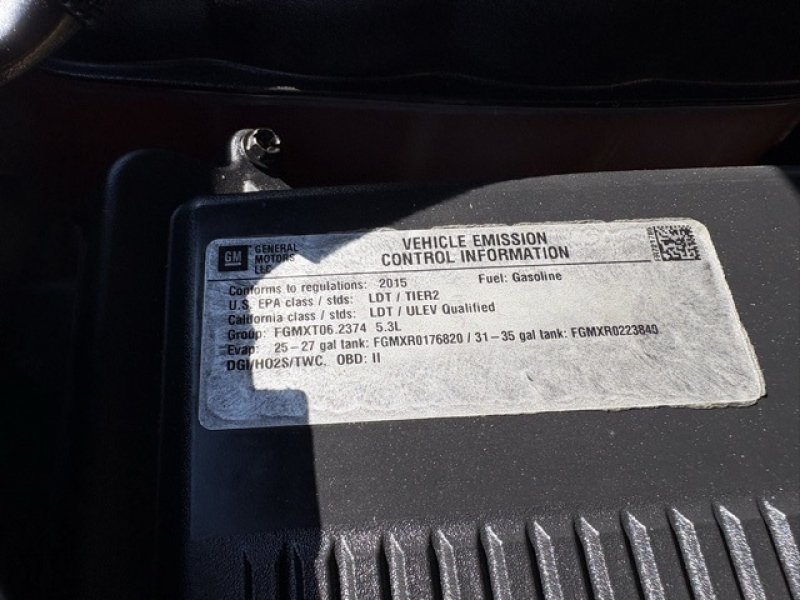 GM
GENERAL
MOTORS
LLC
VEHICLE EMISSION
CONTROL INFORMATION
Conforms to regulations: 2015 Fuel: Gasoline
U.S. EPA class / stds: LDT / TIER2
California class / stds: LDT / ULEV Qualified
Group: FGMXT06.2374 5.3L
Evap: 25-27 gal tank: FGMXR0176820 / 31-35 gal tank: FGMXR0223840
DGI/HO2S/TWC, OBD: II